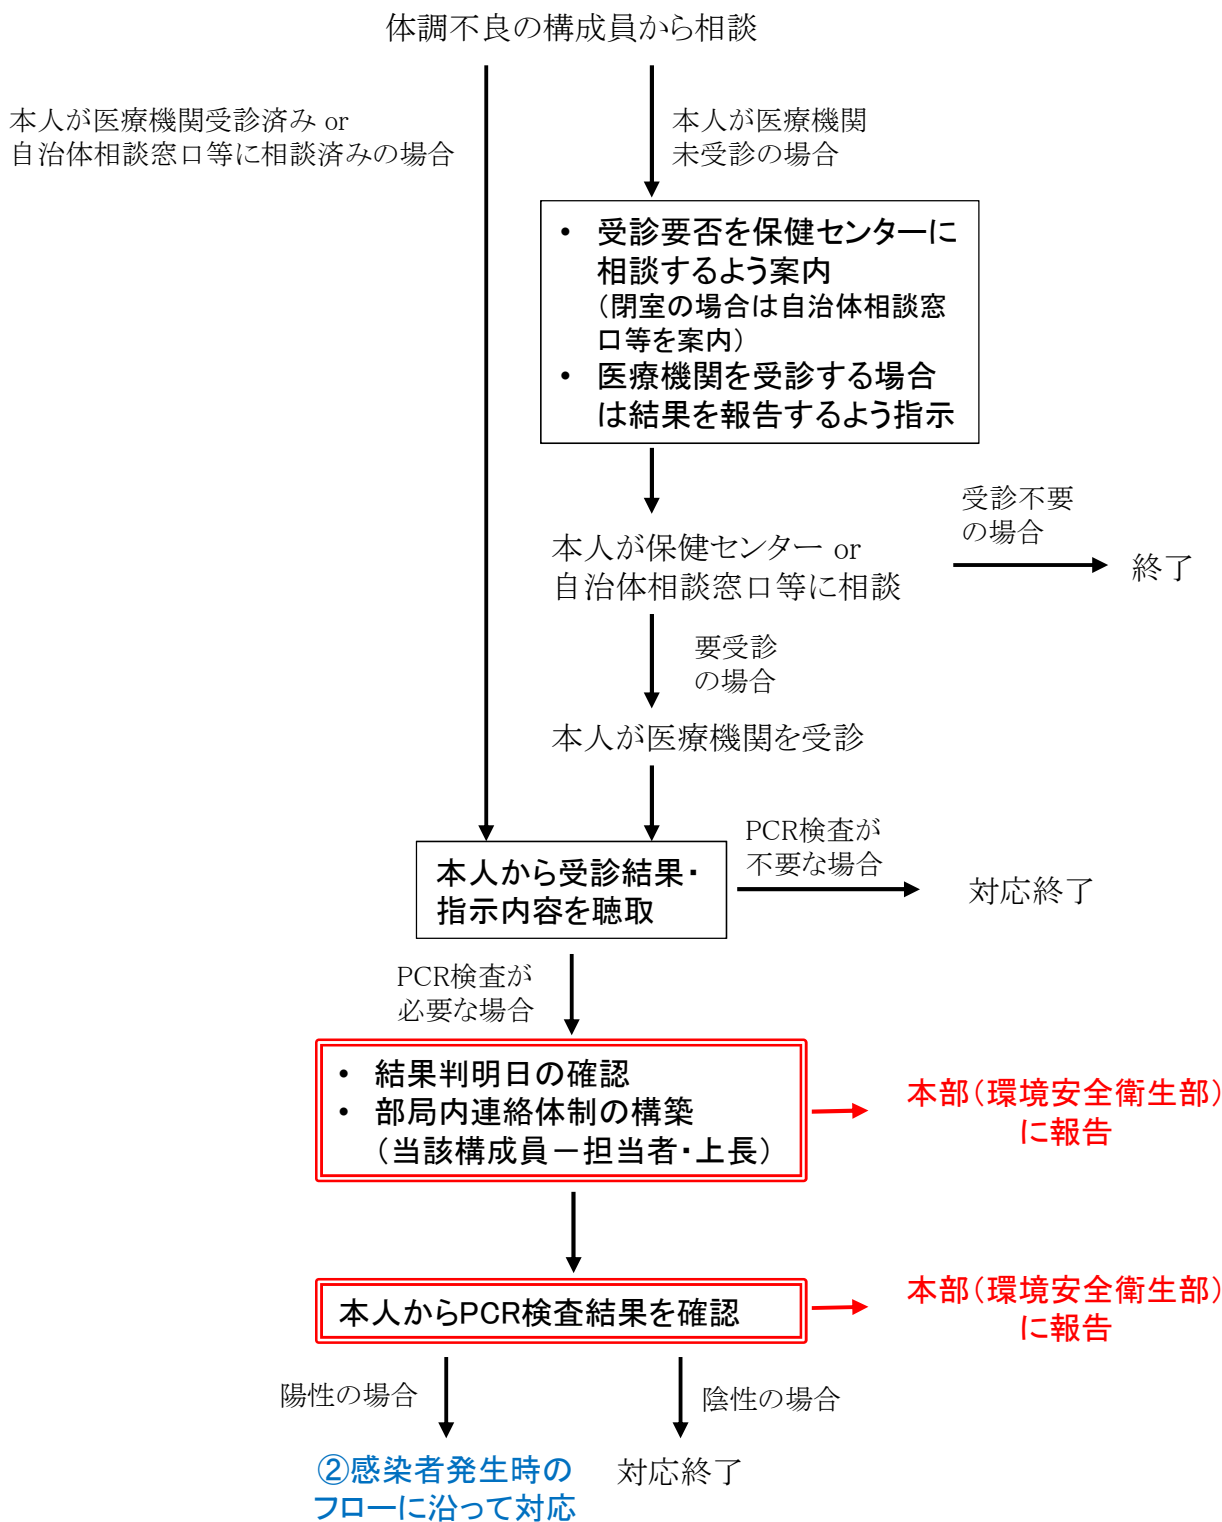 体調不良の構成員から相談
本人が医療機関受診済み or
自治体相談窓口等に相談済みの場合
本人が医療機関
未受診の場合
• 受診要否を保健センターに
相談するよう案内
（閉室の場合は自治体相談窓
口等を案内）
• 医療機関を受診する場合
は結果を報告するよう指示
受診不要
の場合
本人が保健センター or
自治体相談窓口等に相談
終了
要受診
の場合
本人が医療機関を受診
PCR検査が
不要な場合
本人から受診結果・
指示内容を聴取
対応終了
PCR検査が
必要な場合
• 結果判明日の確認
• 部局内連絡体制の構築
（当該構成員－担当者・上長）
本部（環境安全衛生部）
に報告
本人からPCR検査結果を確認
本部（環境安全衛生部）
に報告
陽性の場合
陰性の場合
②感染者発生時の
フローに沿って対応
対応終了